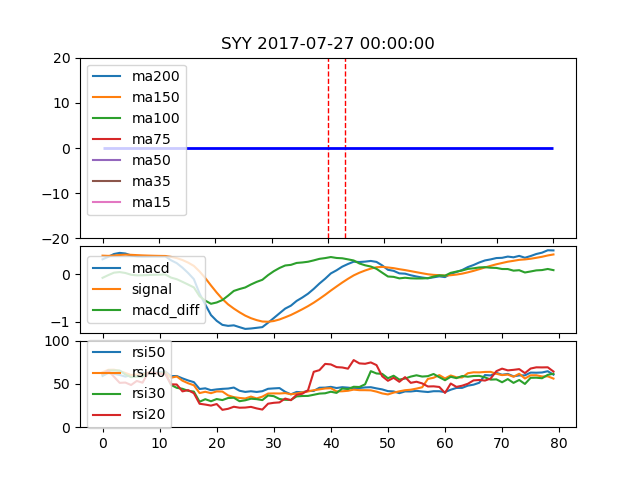 SYY 2017-07-27 00:00:00
20
10
0
−10
−20
ma200
ma150
ma100
ma75
ma50
ma35
ma15
0
−1
macd
signal
macd_diff
100
50
0
rsi50
rsi40
rsi30
rsi20
0 10 20 30 40 50 60 70 80